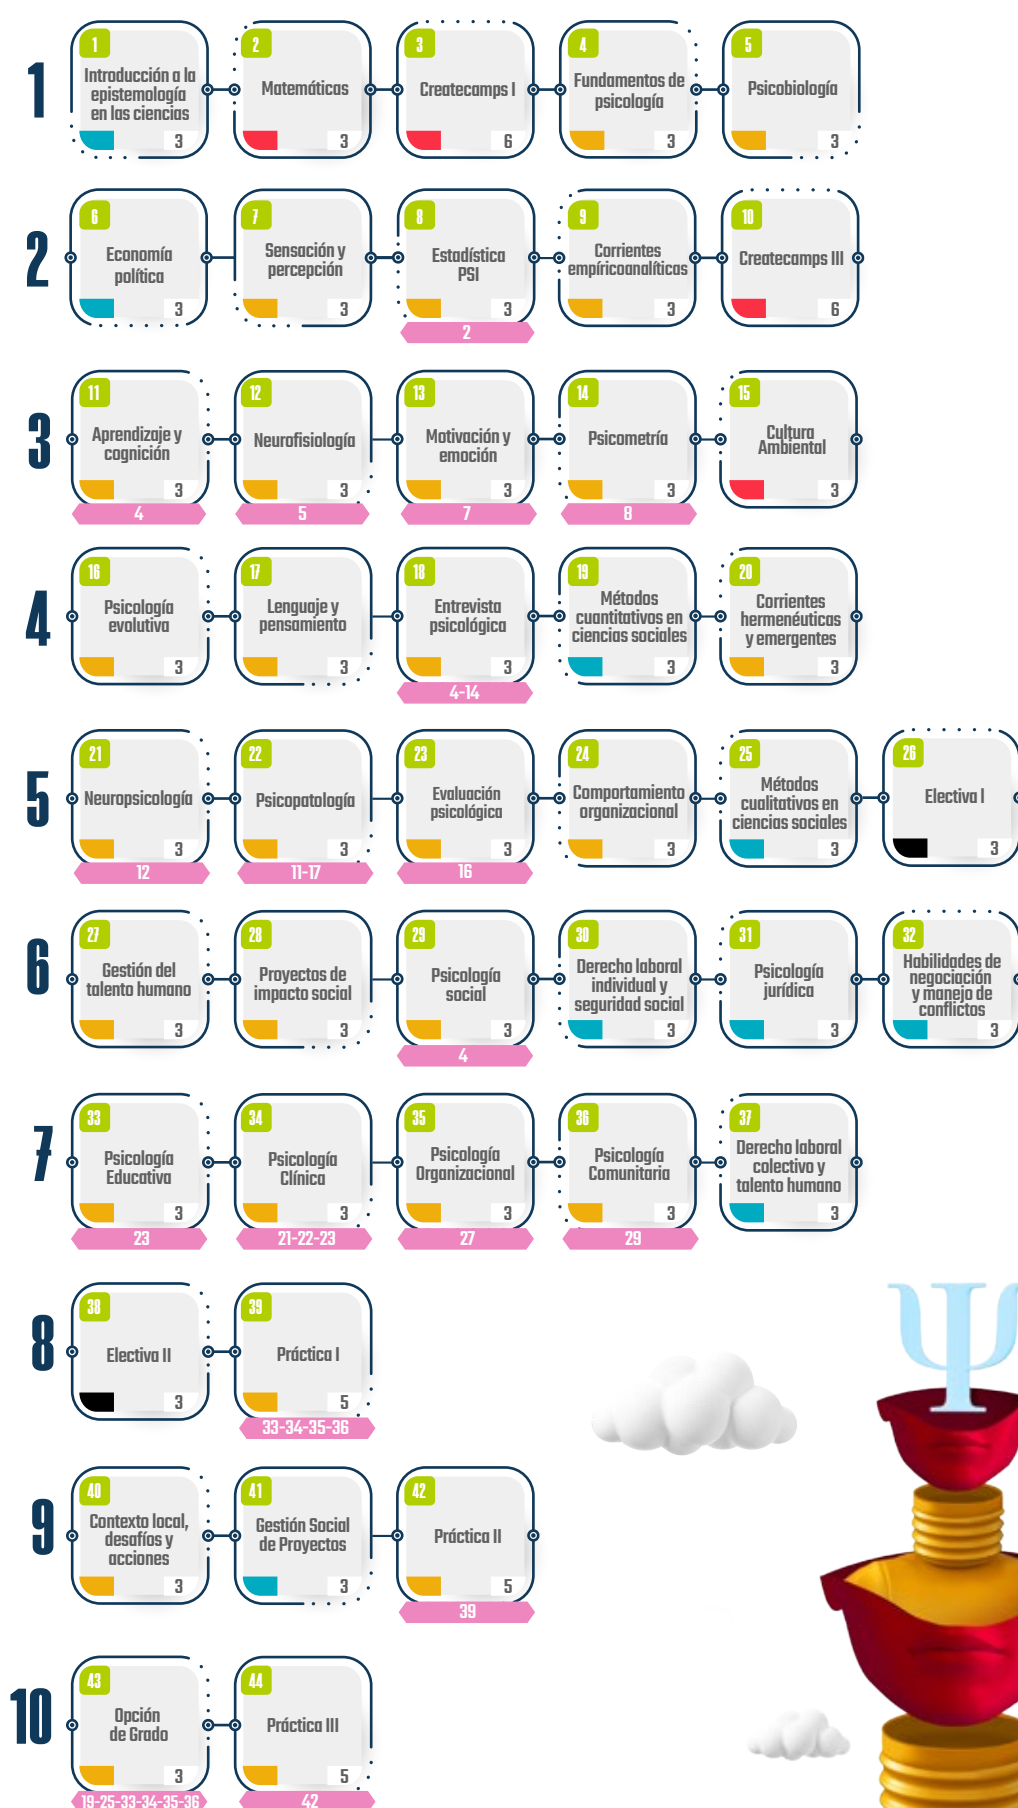 1
1
Introducción a la
epistemología
en las ciencias
3
2
Matemáticas
3
3
Createcamps I
6
4
Fundamentos de
psicología
3
5
Psicobiología
3
2
6
Economía
política
3
7
Sensación y
percepción
3
8
Estadística
PSI
3
2
9
Corrientes
empíricoanalíticas
3
10
Createcamps III
6
3
11
Aprendizaje y
cognición
3
4
12
Neurofisiología
3
5
13
Motivación y
emoción
3
7
14
Psicometría
3
8
15
Cultura
Ambiental
3
4
16
Psicología
evolutiva
3
17
Lenguaje y
pensamiento
3
18
Entrevista
psicológica
3
4-14
19
Métodos
cuantitativos en
ciencias sociales
3
20
Corrientes
hermenéuticas
y emergentes
3
5
21
Neuropsicología
3
12
22
Psicopatología
3
11-17
23
Evaluación
psicológica
3
16
24
Comportamiento
organizacional
3
25
Métodos
cualitativos en
ciencias sociales
3
26
Electiva I
3
6
27
Gestión del
talento humano
3
28
Proyectos de
impacto social
3
29
Psicología
social
3
4
30
Derecho laboral
individual y
seguridad social
3
31
Psicología
jurídica
3
32
Habilidades de
negociación
y manejo de
conflictos
3
7
33
Psicología
Educativa
3
23
34
Psicología
Clínica
3
21-22-23
35
Psicología
Organizacional
3
27
36
Psicología
Comunitaria
3
29
37
Derecho laboral
colectivo y
talento humano
3
8
38
Electiva II
3
39
Práctica I
5
33-34-35-36
Ψ
9
40
Contexto local,
desafíos y
acciones
3
41
Gestión Social
de Proyectos
3
42
Práctica II
5
39
10
43
Opción
de Grado
3
19-25-33-34-35-36
44
Práctica III
5
42